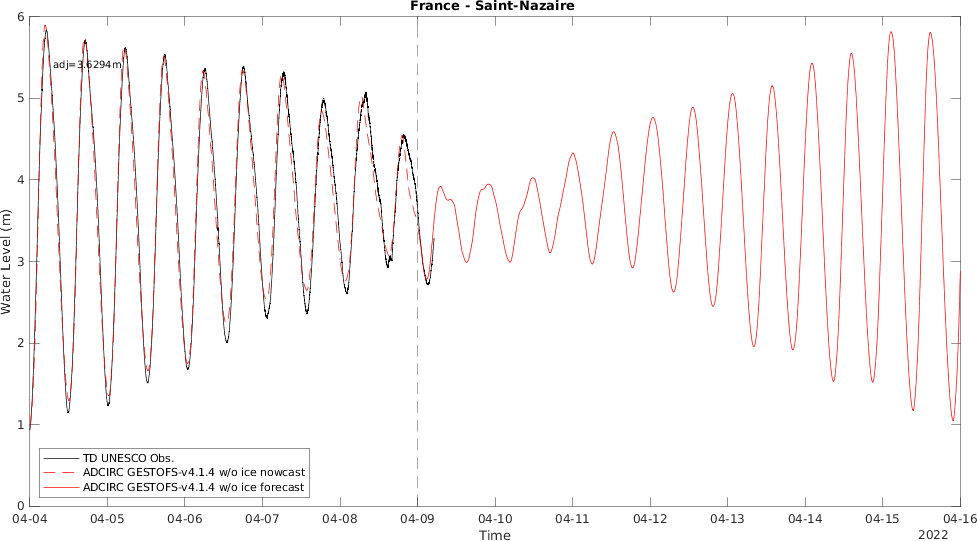 France - Saint-Nazaire
6
adj=3.6294m
5
4
3
2
1
0
Water Level (m)
TD UNESCO Obs.
ADCIRC GESTOFS-v4.1.4 w/o ice nowcast
ADCIRC GESTOFS-v4.1.4 w/o ice forecast
04-04 04-05 04-06 04-07 04-08 04-09 04-10 04-11 04-12 04-13 04-14 04-15 04-16
Time
2022